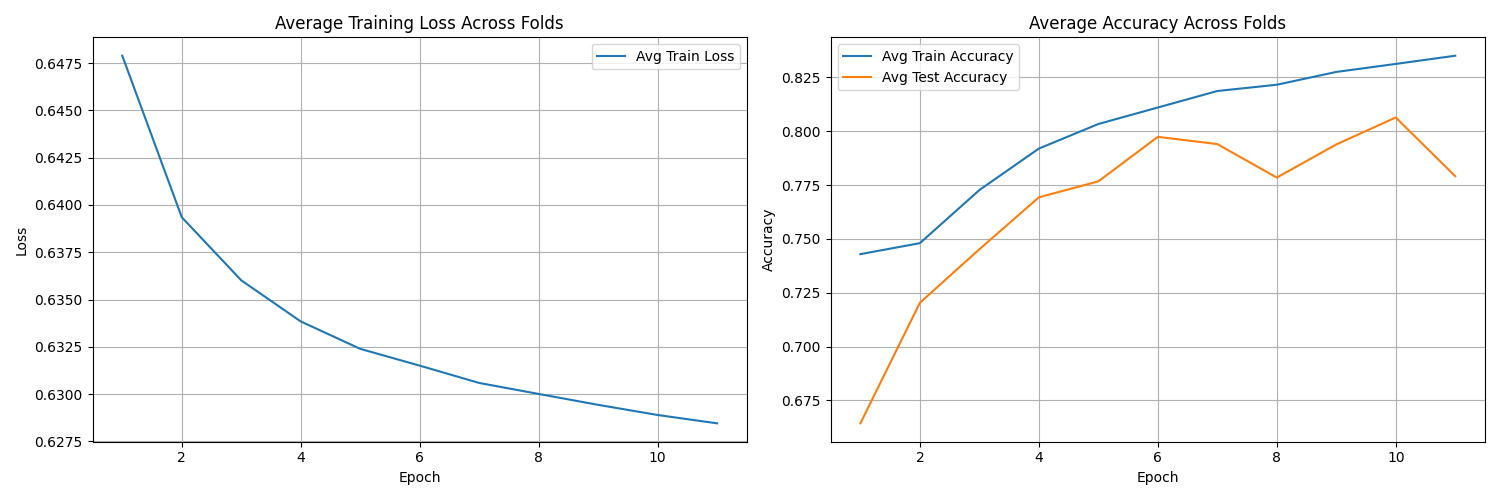 Average Training Loss Across Folds
Avg Train Loss
0.6475
0.6450
0.6425
0.6400
0.6375
0.6350
0.6325
0.6300
0.6275
Loss
2 4 6 8 10
Epoch
Average Accuracy Across Folds
Avg Train Accuracy
Avg Test Accuracy
0.825
0.800
0.775
0.750
0.725
0.700
0.675
Accuracy
2 4 6 8 10
Epoch